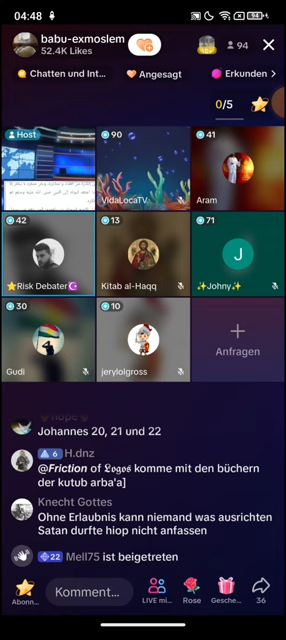 04:48
94
babu-exmoslem
52.4K Likes
94
Chatten und Int...
Angesagt
Erkunden
0/5
Host
90
VidaLocaTV
41
Aram
42
Risk Debater
13
Kitab al-Haqq
71
J
Johny
30
Gudi
10
jerylolgross
Anfragen
hope
Johannes 20, 21 und 22
6 H.dnz
@Friction of Logos komme mit den büchern
der kutub arba'a]
Knecht Gottes
Ohne Erlaubnis kann niemand was ausrichten
Satan durfte hiop nicht anfassen
22 Mell75 ist beigetreten
Abonn...
Komment...
LIVE mi...
Rose
Gesche...
36